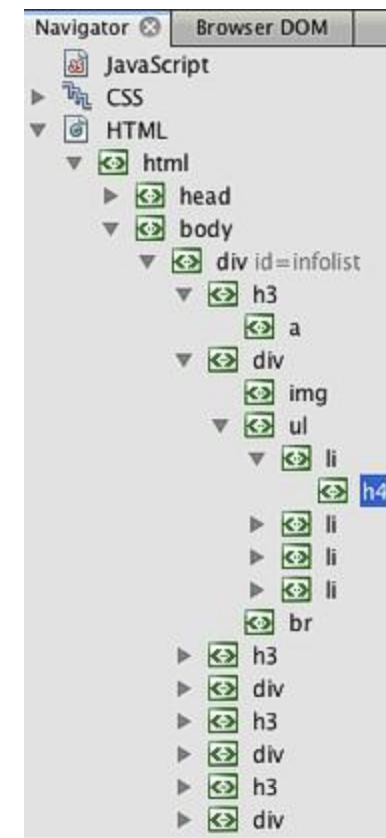 Navigator Browser DOM
JavaScript
CSS
HTML
html
head
body
div id=infolist
h3
a
div
img
ul
li
h4
li
li
li
br
h3
div
h3
div
h3
div